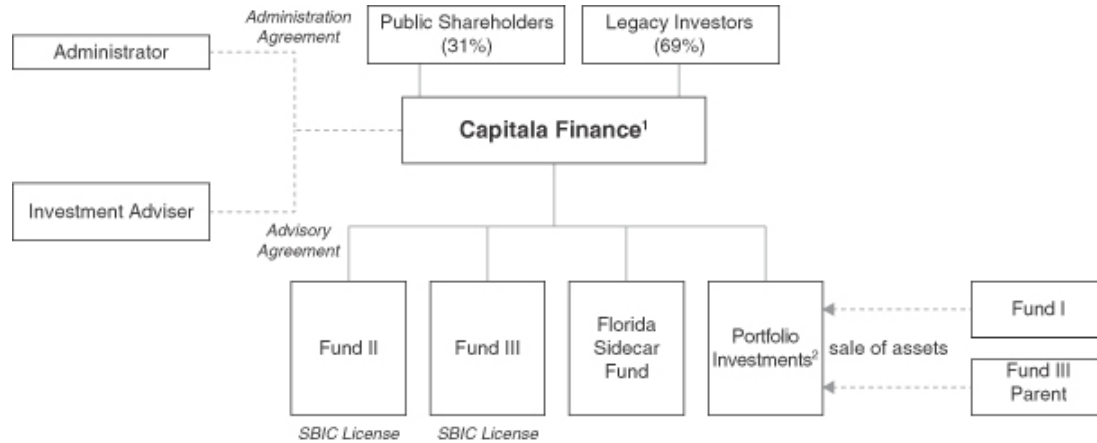 Administration
Agreement
Public Shareholders
(31%)
Legacy Investors
(69%)
Administrator
Capitala Finance¹
Investment Adviser
Advisory
Agreement
Fund II
Fund III
Florida
Sidecar
Fund
Portfolio
Investments²
sale of assets
Fund I
Fund III
Parent
SBIC License
SBIC License